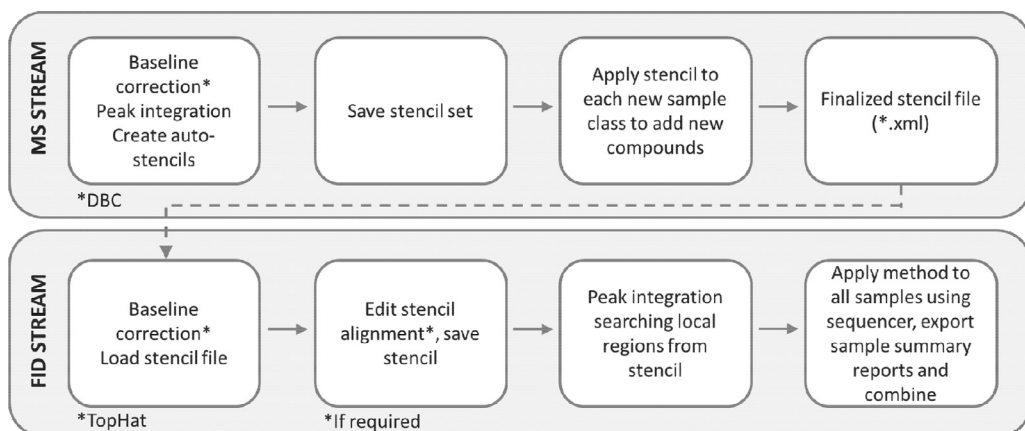 MS STREAM
Baseline
correction*
Peak integration
Create auto-
stencils
*DBC
Save stencil set
Apply stencil to
each new sample
class to add new
compounds
Finalized stencil file
(*.xml)
FID STREAM
Baseline
correction*
Load stencil file
*TopHat
Edit stencil
alignment*, save
stencil
*If required
Peak integration
searching local
regions from
stencil
Apply method to
all samples using
sequencer, export
sample summary
reports and
combine